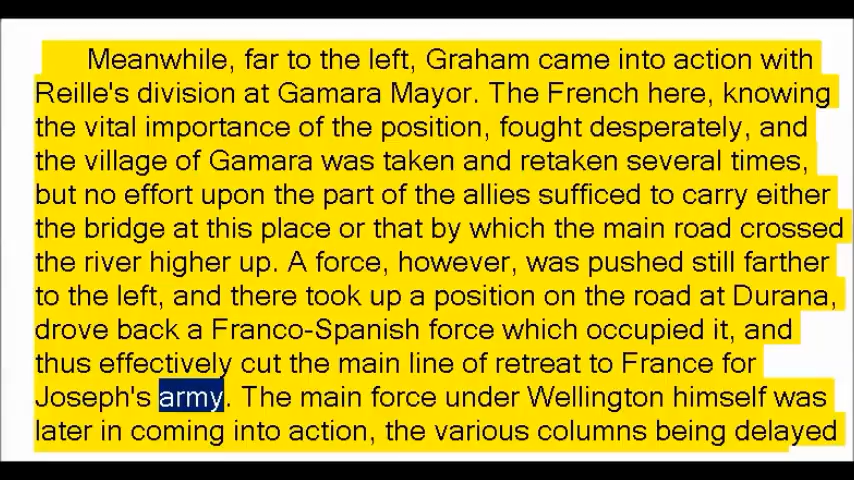 Meanwhile, far to the left, Graham came into action with
Reille's division at Gamara Mayor. The French here, knowing
the vital importance of the position, fought desperately, and
the village of Gamara was taken and retaken several times,
but no effort upon the part of the allies sufficed to carry either
the bridge at this place or that by which the main road crossed
the river higher up. A force, however, was pushed still farther
to the left, and there took up a position on the road at Durana,
drove back a Franco-Spanish force which occupied it, and
thus effectively cut the main line of retreat to France for
Joseph's army. The main force under Wellington himself was
later in coming into action, the various columns being delayed